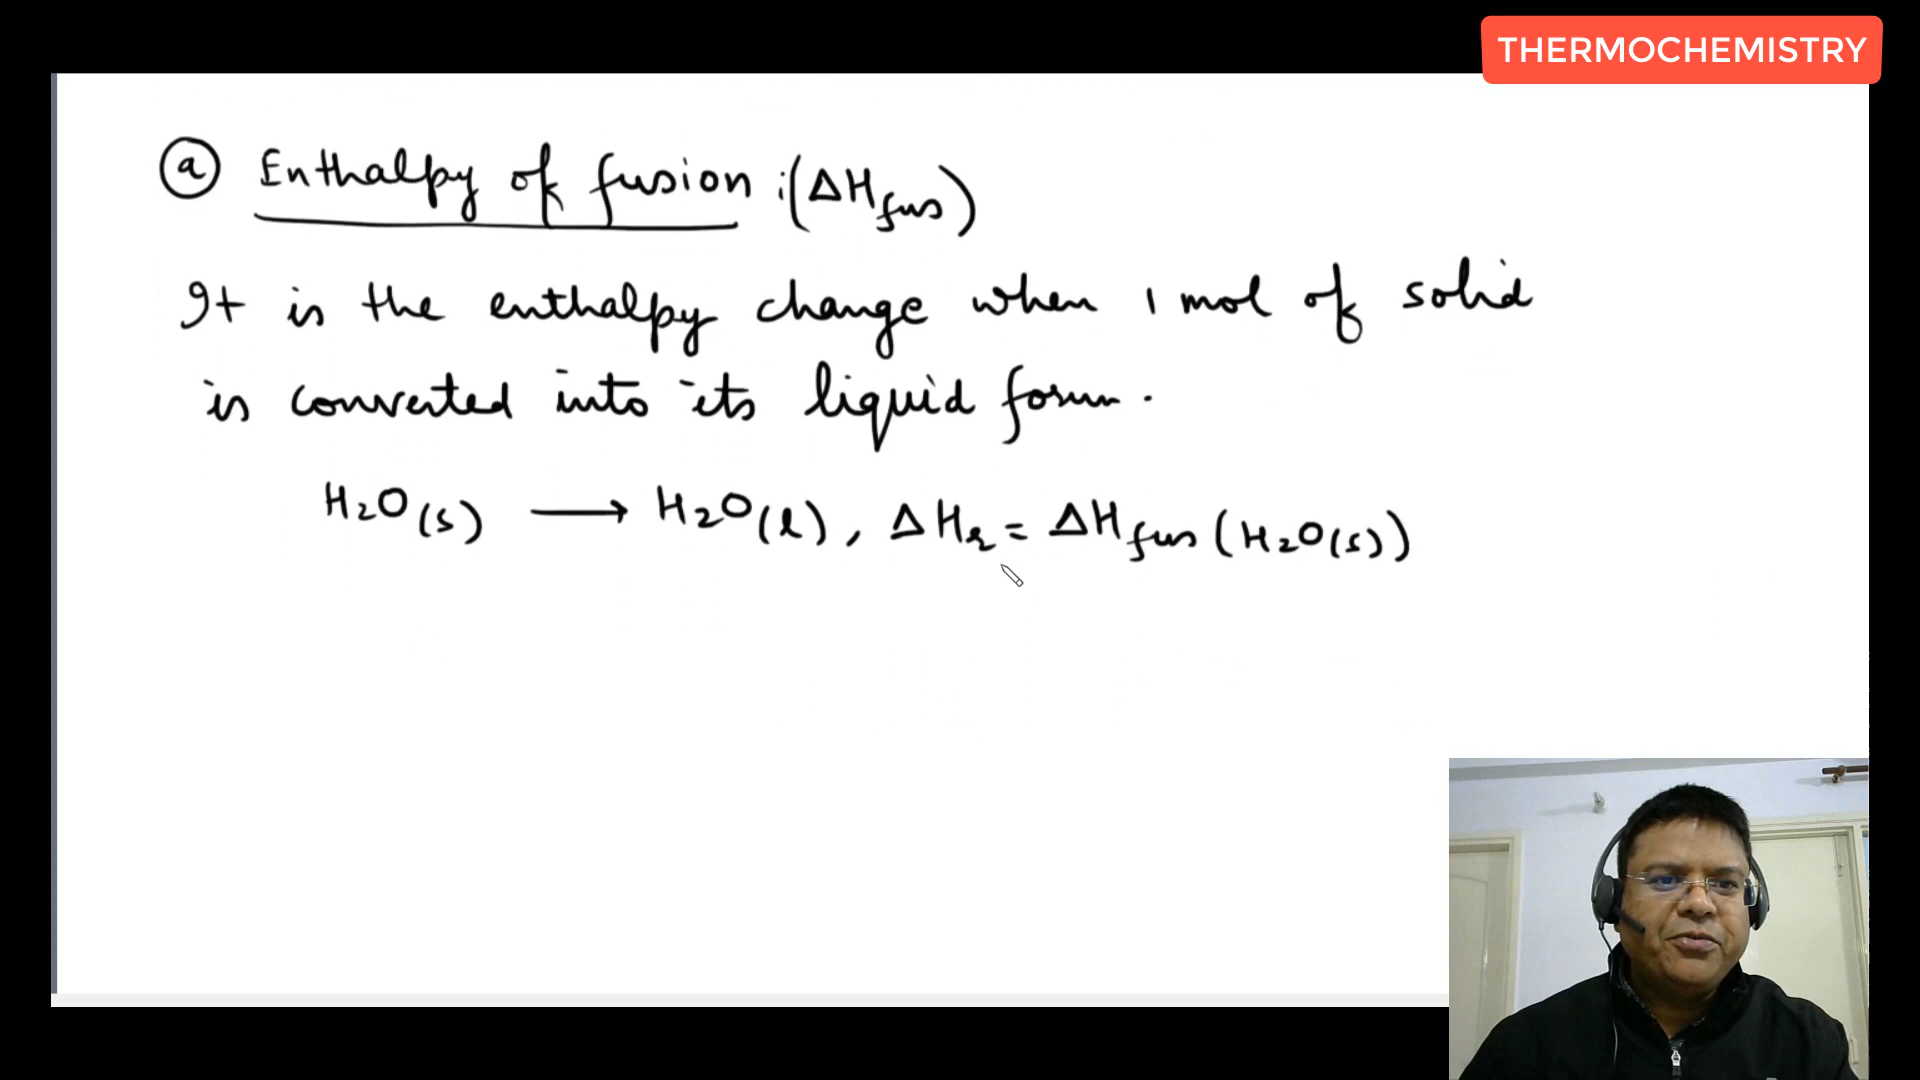 THERMOCHEMISTRY
(a) Enthalpy of fusion : (ΔHfus)
It is the enthalpy change when 1 mol of solid
is converted into its liquid form.
H₂O(s) ⟶ H₂O(l), ΔHr = ΔHfus (H₂O(s))